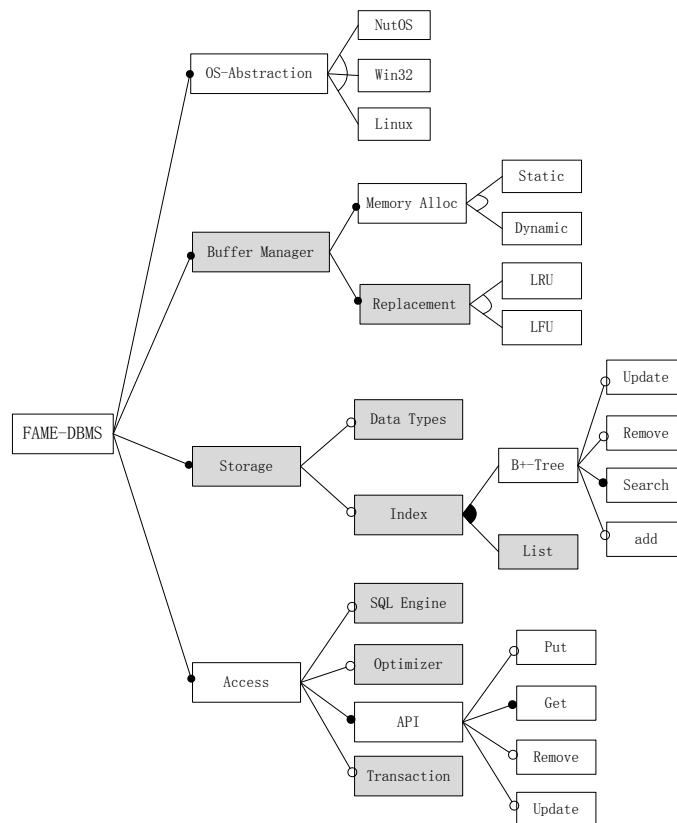 NutOS
OS-Abstraction
Win32
Linux
Static
Memory Alloc
Dynamic
Buffer Manager
LRU
Replacement
LFU
Update
Data Types
Remove
FAME-DBMS
B+-Tree
Storage
Search
Index
add
List
SQL Engine
Put
Optimizer
Access
Get
API
Remove
Transaction
Update